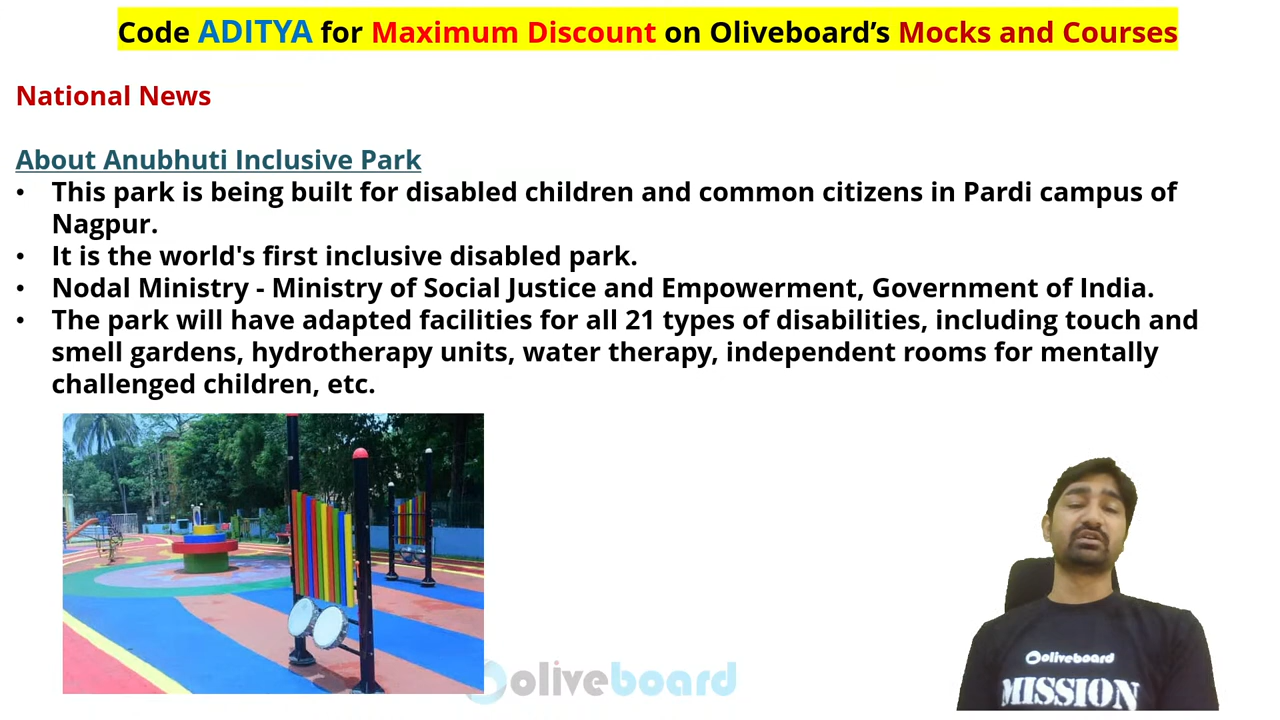 Code ADITYA for Maximum Discount on Oliveboard’s Mocks and Courses
National News
About Anubhuti Inclusive Park
• This park is being built for disabled children and common citizens in Pardi campus of
Nagpur.
• It is the world's first inclusive disabled park.
• Nodal Ministry - Ministry of Social Justice and Empowerment, Government of India.
• The park will have adapted facilities for all 21 types of disabilities, including touch and
smell gardens, hydrotherapy units, water therapy, independent rooms for mentally
challenged children, etc.
oliveboard
oliveboard
MISSION